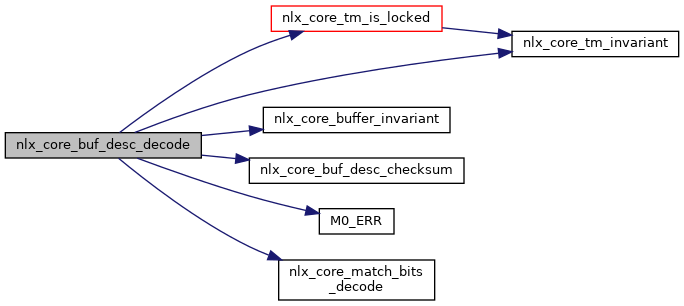 nlx_core_tm_is_locked
nlx_core_tm_invariant
nlx_core_buffer_invariant
nlx_core_buf_desc_decode
nlx_core_buf_desc_checksum
M0_ERR
nlx_core_match_bits
_decode